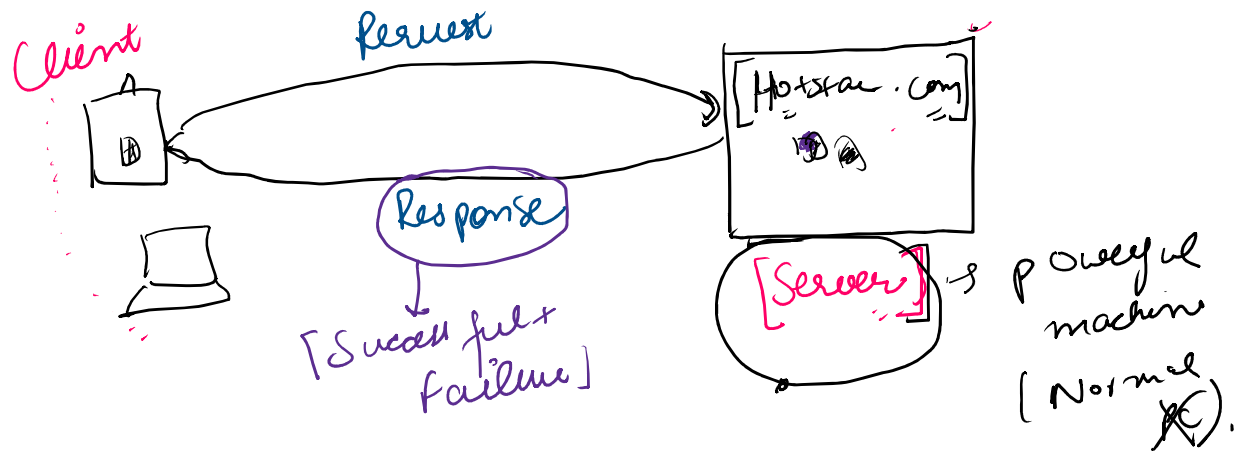 Client
Request
[Hotstar.com]
Response
[Successful +
failure]
[Server] → powerful
machine
[Normal
PC).